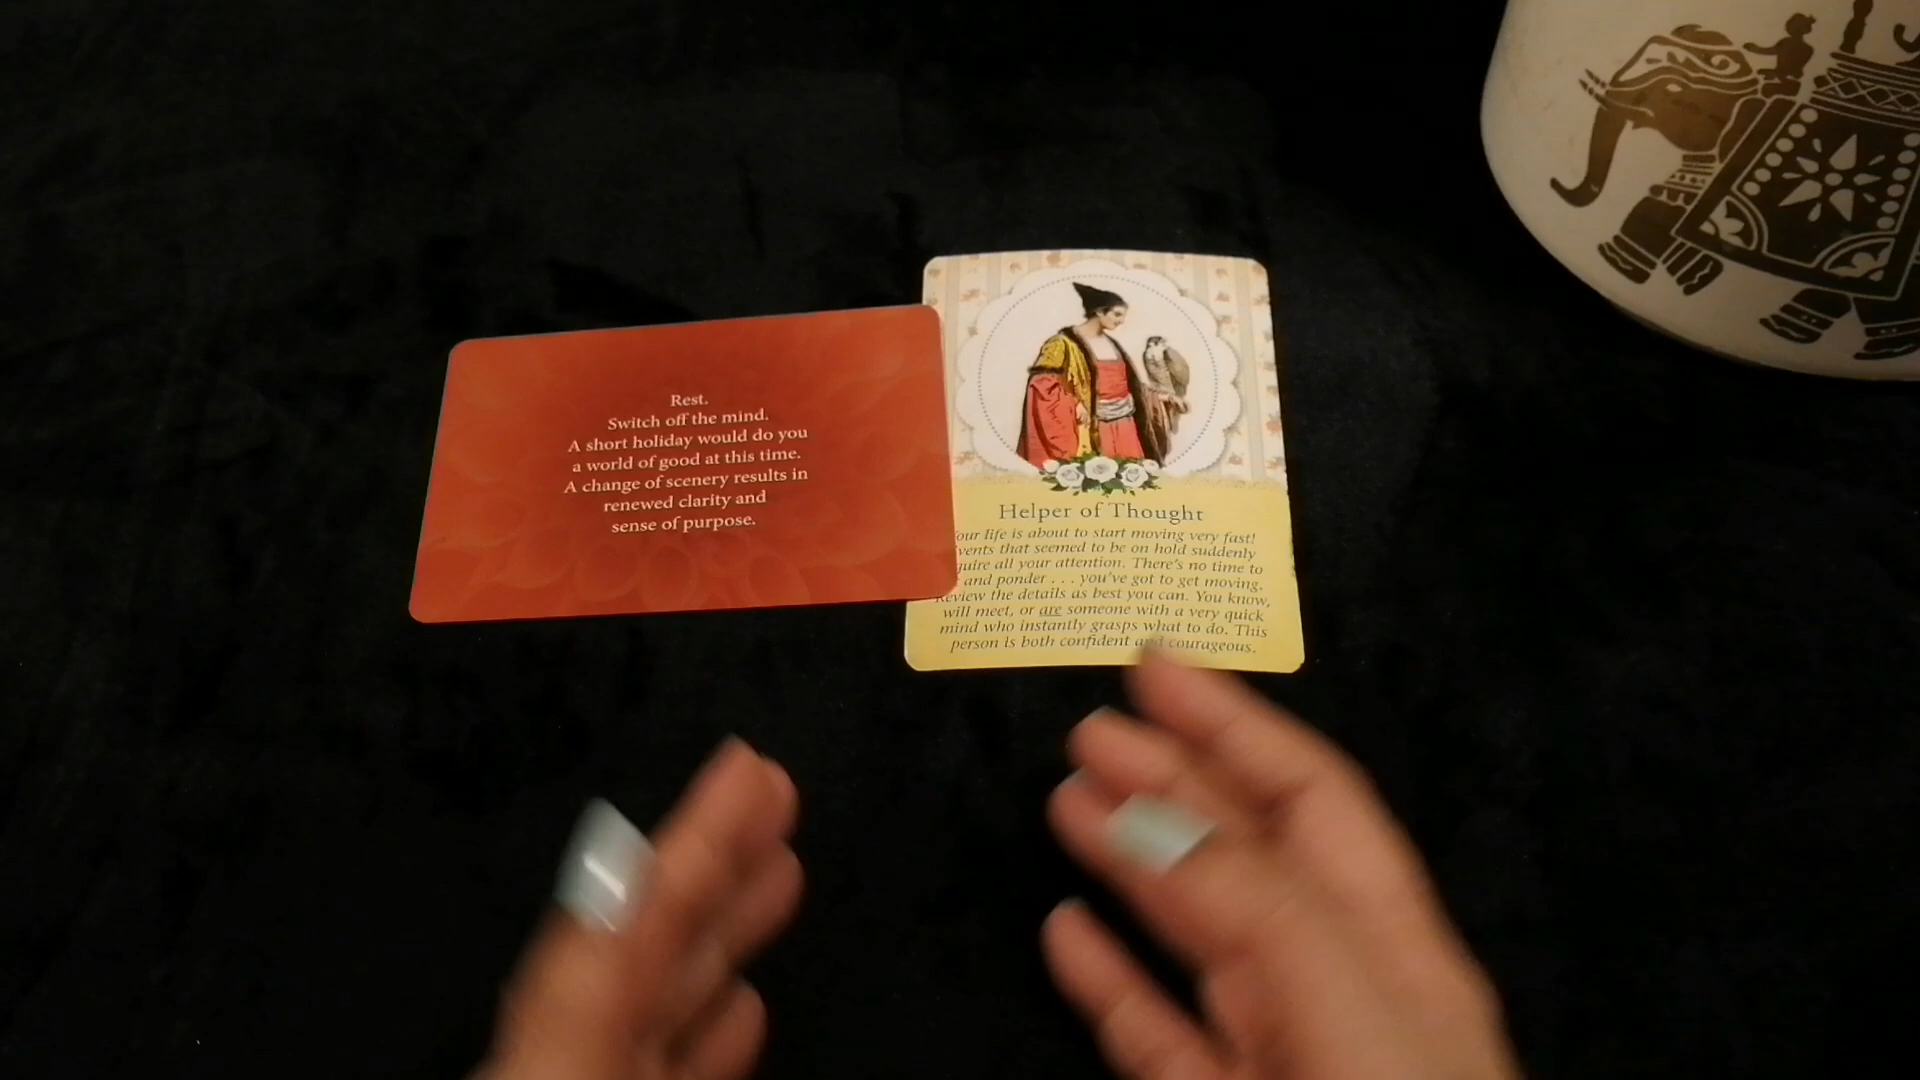 Rest.
Switch off the mind.
A short holiday would do you
a world of good at this time.
A change of scenery results in
renewed clarity and
sense of purpose.
Helper of Thought
our life is about to start moving very fast!
vents that seemed to be on hold suddenly
quire all your attention. There's no time to
and ponder . . . you've got to get moving.
Review the details as best you can. You know,
will meet, or are someone with a very quick
mind who instantly grasps what to do. This
person is both confident and courageous.